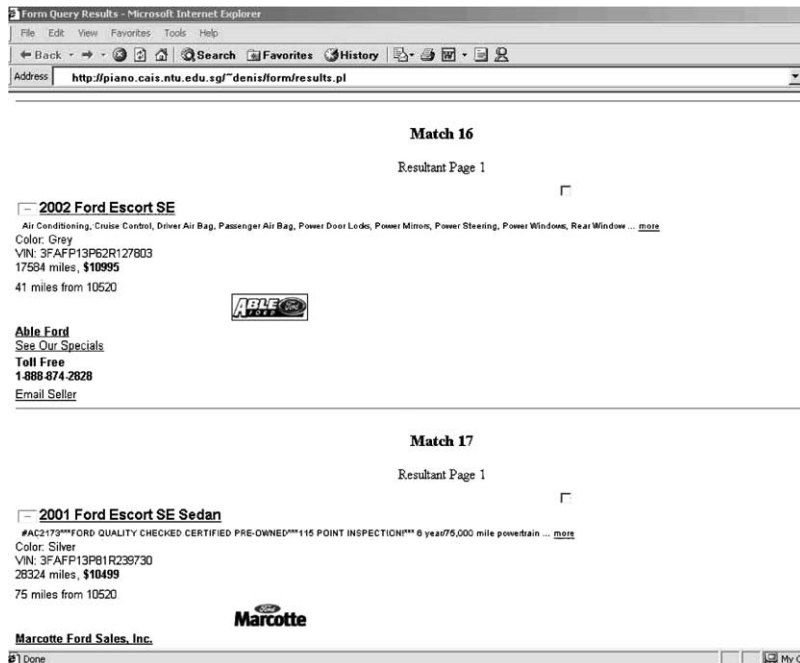 Form Query Results - Microsoft Internet Explorer
File Edit View Favorites Tools Help
Back Search Favorites History
Address http://piano.cais.ntu.edu.sg/~denis/form/results.pl
Match 16
Resultant Page 1
2002 Ford Escort SE
Air Conditioning, Cruise Control, Driver Air Bag, Passenger Air Bag, Power Door Locks, Power Mirrors, Power Steering, Power Windows, Rear Window ... more
Color: Grey
VIN: 3FAFP13P62R127803
17584 miles, $10995
41 miles from 10520
ABLE Ford
FORD
Able Ford
See Our Specials
Toll Free
1-888-874-2828
Email Seller
Match 17
Resultant Page 1
2001 Ford Escort SE Sedan
#AC2173***FORD QUALITY CHECKED CERTIFIED PRE-OWNED***115 POINT INSPECTION!*** 6 year/75,000 mile powertrain ... more
Color: Silver
VIN: 3FAFP13P81R239730
28324 miles, $10499
75 miles from 10520
Ford
Marcotte
Marcotte Ford Sales, Inc.
Done My C